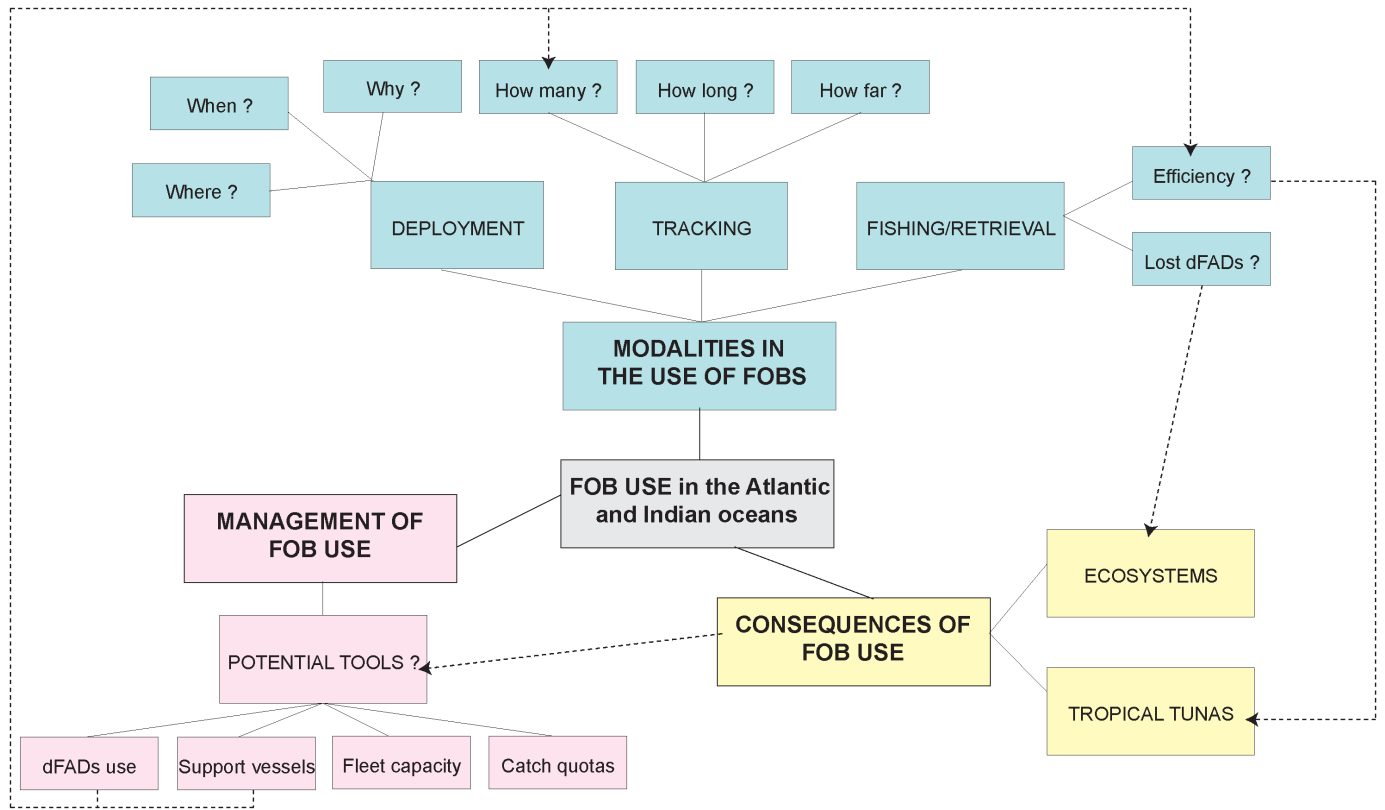 Why ?
How many ?
How long ?
How far ?
When ?
Where ?
Efficiency ?
DEPLOYMENT
TRACKING
FISHING/RETRIEVAL
Lost dFADs ?
MODALITIES IN
THE USE OF FOBS
FOB USE in the Atlantic
and Indian oceans
MANAGEMENT OF
FOB USE
ECOSYSTEMS
CONSEQUENCES OF
FOB USE
POTENTIAL TOOLS ?
TROPICAL TUNAS
dFADs use
Support vessels
Fleet capacity
Catch quotas